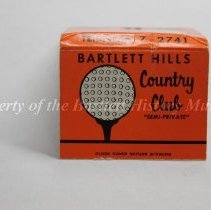 7-2741
BARTLETT HILLS
Country
Club
"SEMI-PRIVATE"
CLOSE COVER BEFORE STRIKING